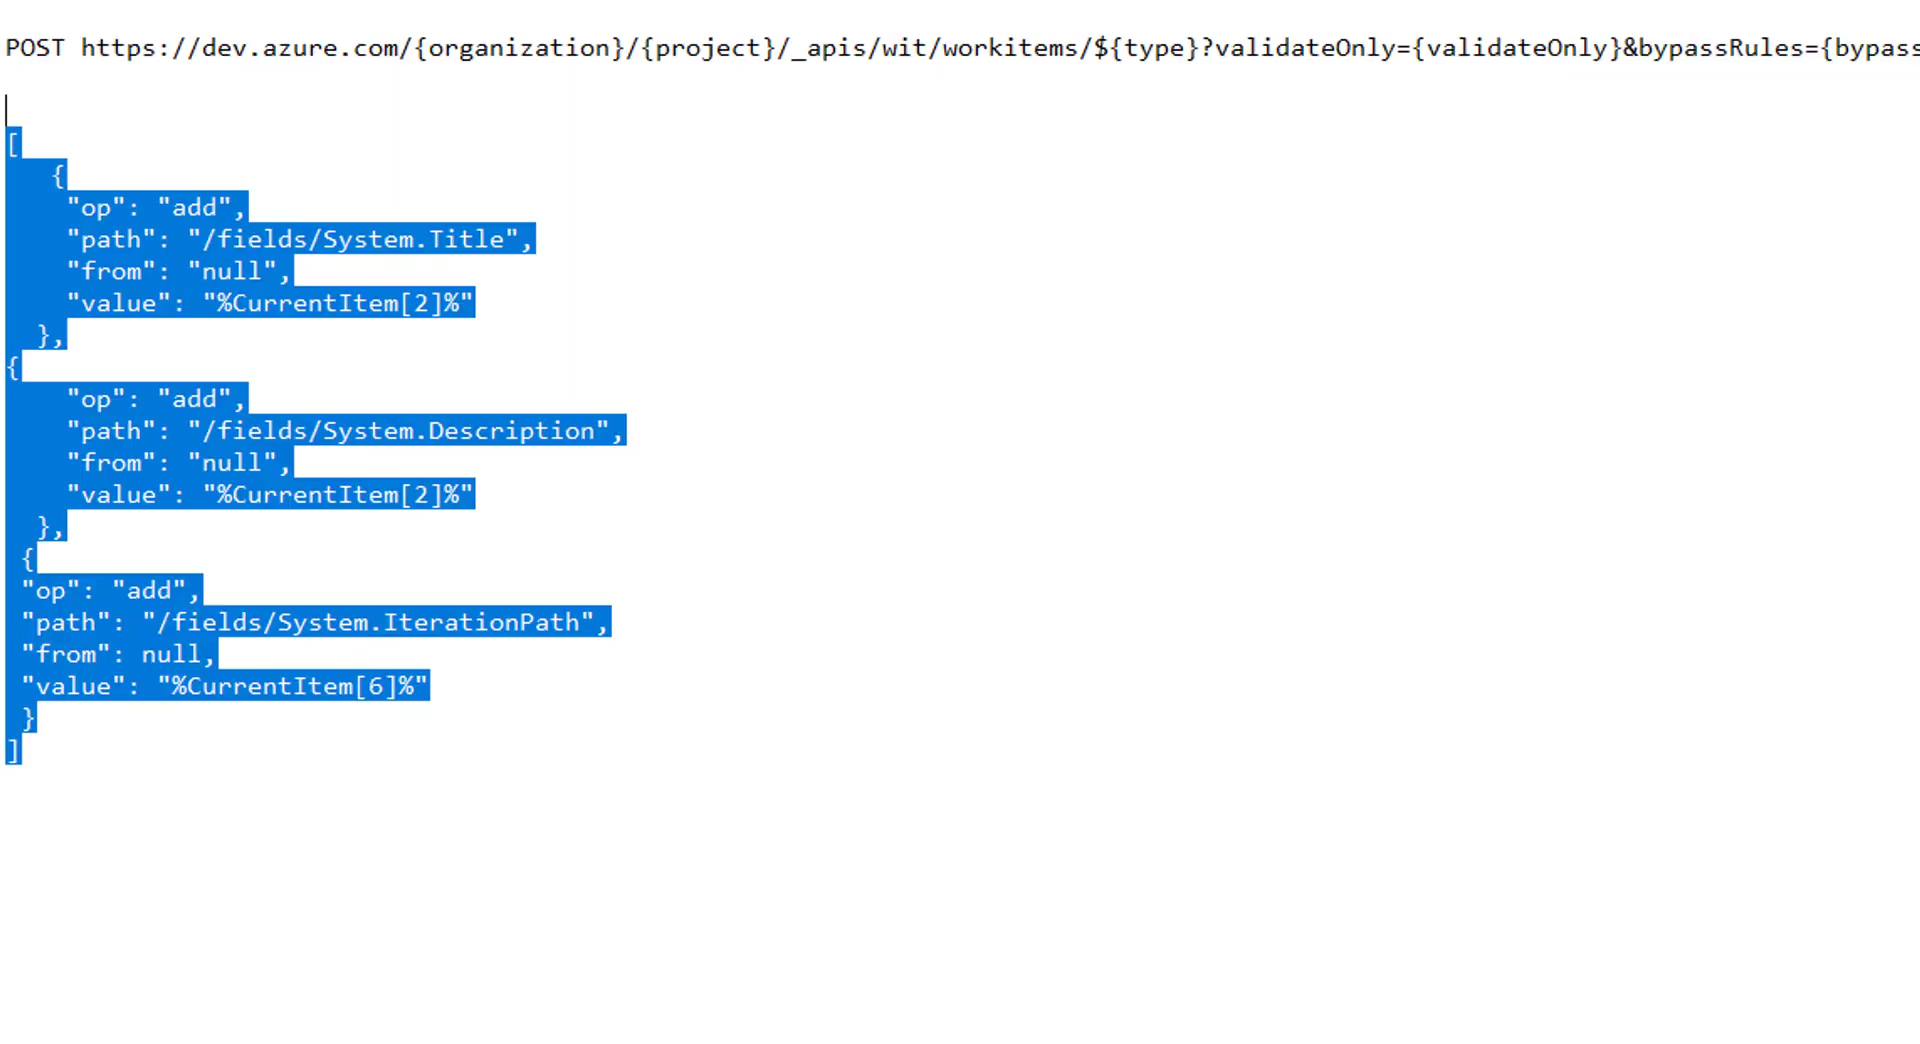 POST https://dev.azure.com/{organization}/{project}/_apis/wit/workitems/${type}?validateOnly={validateOnly}&bypassRules={bypass
[
{
"op": "add",
"path": "/fields/System.Title",
"from": "null",
"value": "%CurrentItem[2]%"
},
{
"op": "add",
"path": "/fields/System.Description",
"from": "null",
"value": "%CurrentItem[2]%"
},
{
"op": "add",
"path": "/fields/System.IterationPath",
"from": null,
"value": "%CurrentItem[6]%"
}
]